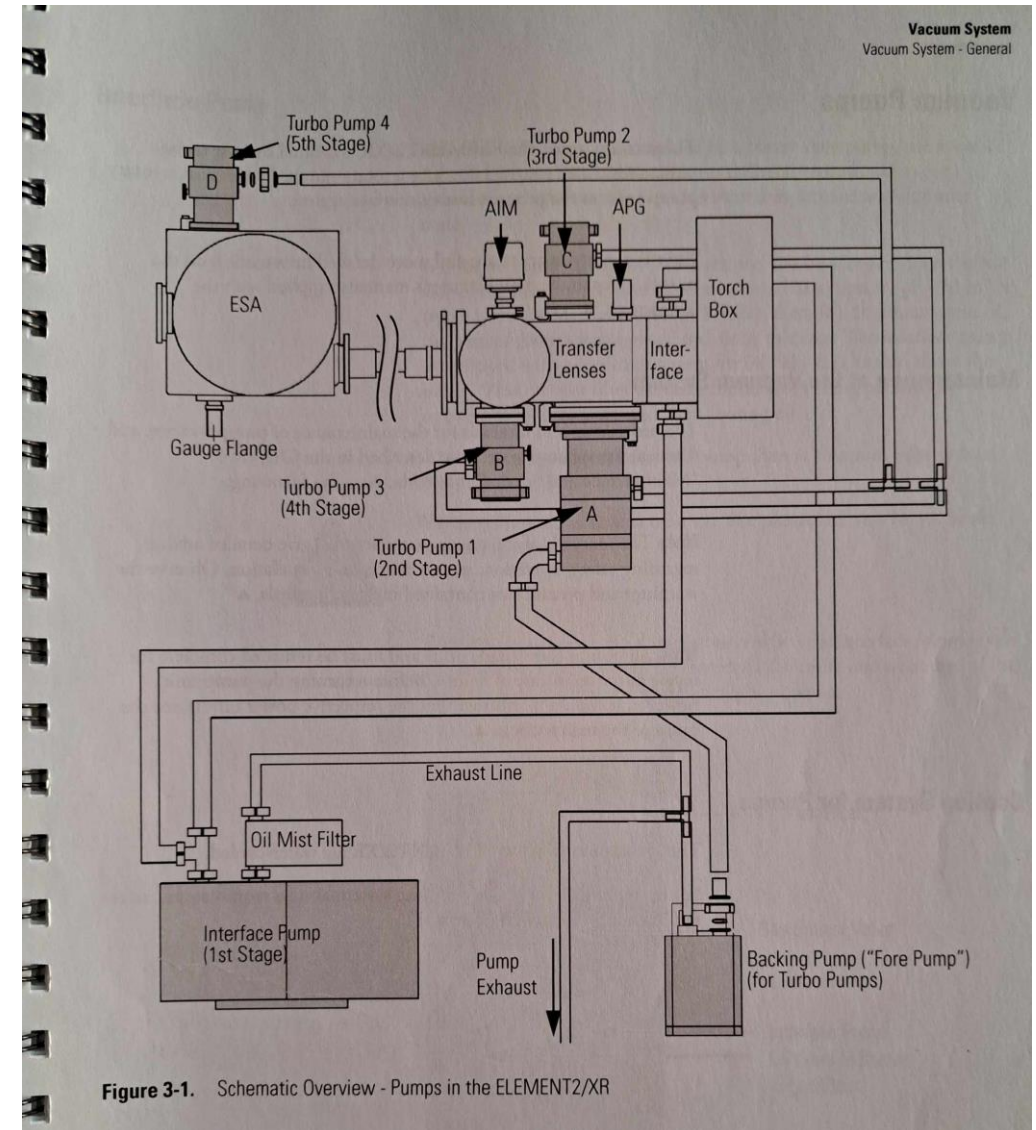 Vacuum System
Vacuum System - General
Turbo Pump 4
(5th Stage)
Turbo Pump 2
(3rd Stage)
D
AIM
APG
C
ESA
Torch
Box
Transfer
Lenses
Inter-
face
Gauge Flange
B
Turbo Pump 3
(4th Stage)
A
Turbo Pump 1
(2nd Stage)
Exhaust Line
Oil Mist Filter
Interface Pump
(1st Stage)
Pump
Exhaust
Backing Pump ("Fore Pump")
(for Turbo Pumps)
Figure 3-1. Schematic Overview - Pumps in the ELEMENT2/XR